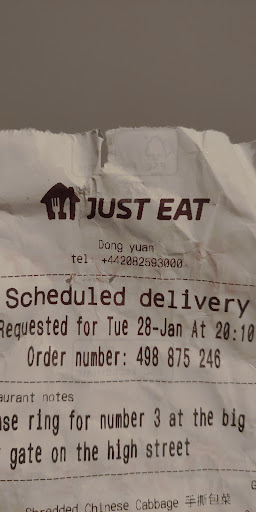 JUST EAT
Dong yuan
tel: +442082593000
Scheduled delivery
Requested for Tue 28-Jan At 20:10
Order number: 498 875 246
aurant notes
ase ring for number 3 at the big
gate on the high street
Shredded Chinese Cabbage 手撕包菜